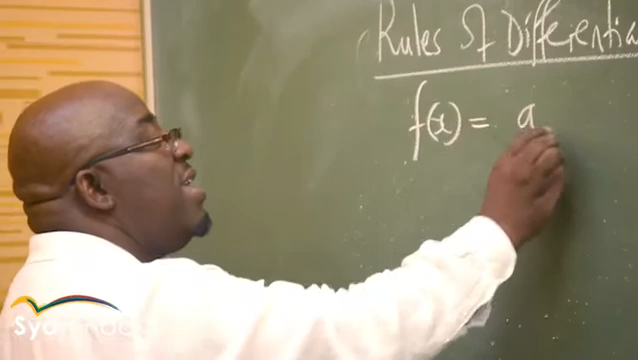 Rules of Differentia
f(x) = a